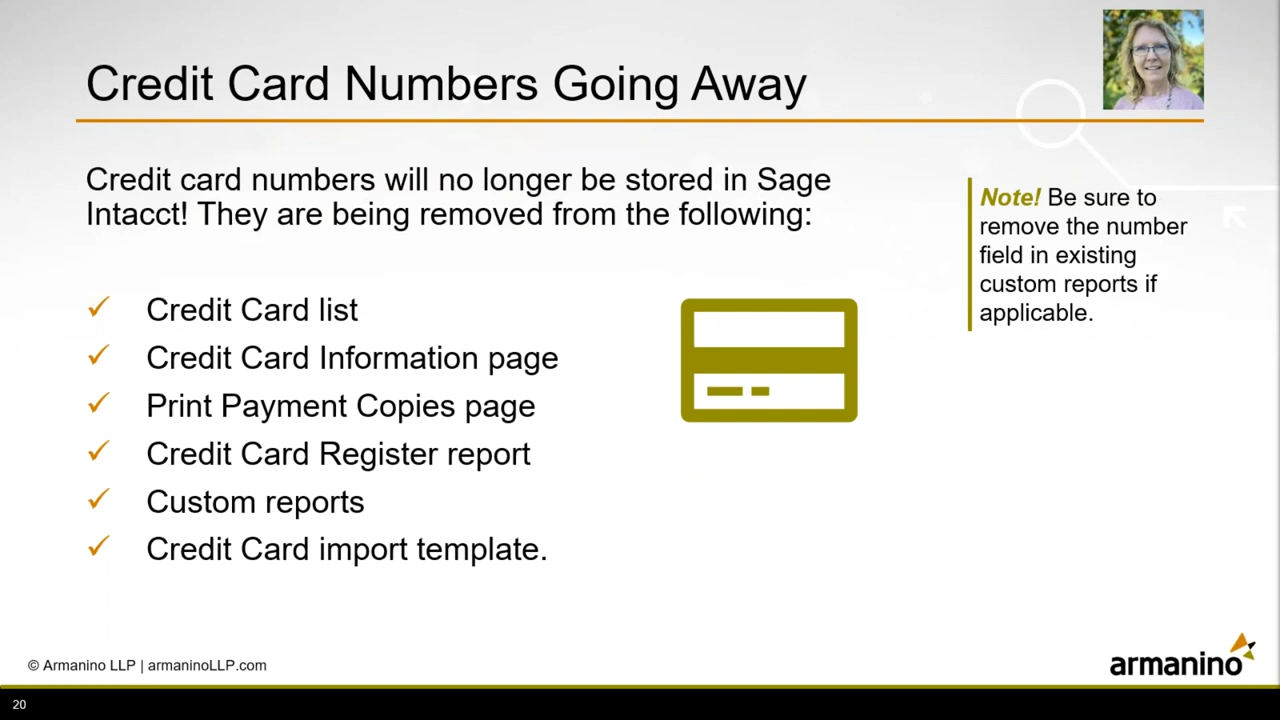 Credit Card Numbers Going Away
Credit card numbers will no longer be stored in Sage
Intacct! They are being removed from the following:
Note! Be sure to
remove the number
field in existing
custom reports if
applicable.
✓ Credit Card list
✓ Credit Card Information page
✓ Print Payment Copies page
✓ Credit Card Register report
✓ Custom reports
✓ Credit Card import template.
© Armanino LLP | armaninoLLP.com
armanino
20